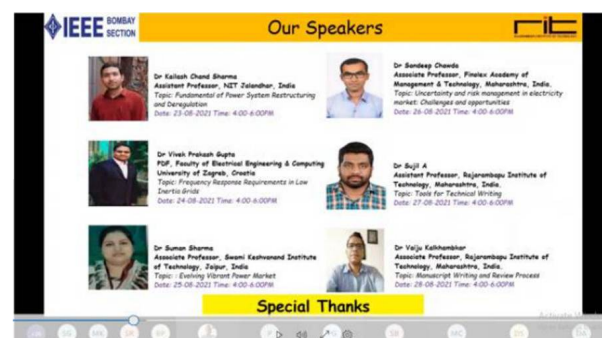 IEEE BOMBAY
SECTION
Our Speakers
rit
Dr Kailash Chand Sharma
Assistant Professor, NIT Jalandhar, India
Topic: Fundamental of Power System Restructuring
and Deregulation
Date: 23-08-2021 Time: 4:00-6:00PM
Dr Vivek Prakash Gupta
PDF, Faculty of Electrical Engineering & Computing
University of Zagreb, Croatia
Topic: Frequency Response Requirements in Low
Inertia Grids
Date: 24-08-2021 Time: 4:00-6:00PM
Dr Suman Sharma
Associate Professor, Swami Keshvanand Institute
of Technology, Jaipur, India
Topic: : Evolving Vibrant Power Market
Date: 25-08-2021 Time: 4:00-6:00PM
Dr Sandeep Chawda
Associate Professor, Finolex Academy of
Management & Technology, Maharashtra, India.
Topic: Uncertainty and risk management in electricity
market: Challenges and opportunities
Date: 26-08-2021 Time: 4:00-6:00PM
Dr Sujil A
Assistant Professor, Rajarambapu Institute of
Technology, Maharashtra, India.
Topic: Tools for Technical Writing
Date: 27-08-2021 Time: 4:00-6:00PM
Dr Vaiju Kalkhambkar
Associate Professor, Rajarambapu Institute of
Technology, Maharashtra, India.
Topic: Manuscript Writing and Review Process
Date: 28-08-2021 Time: 4:00-6:00PM
Special Thanks
SG MK SK GP P SB MC DS